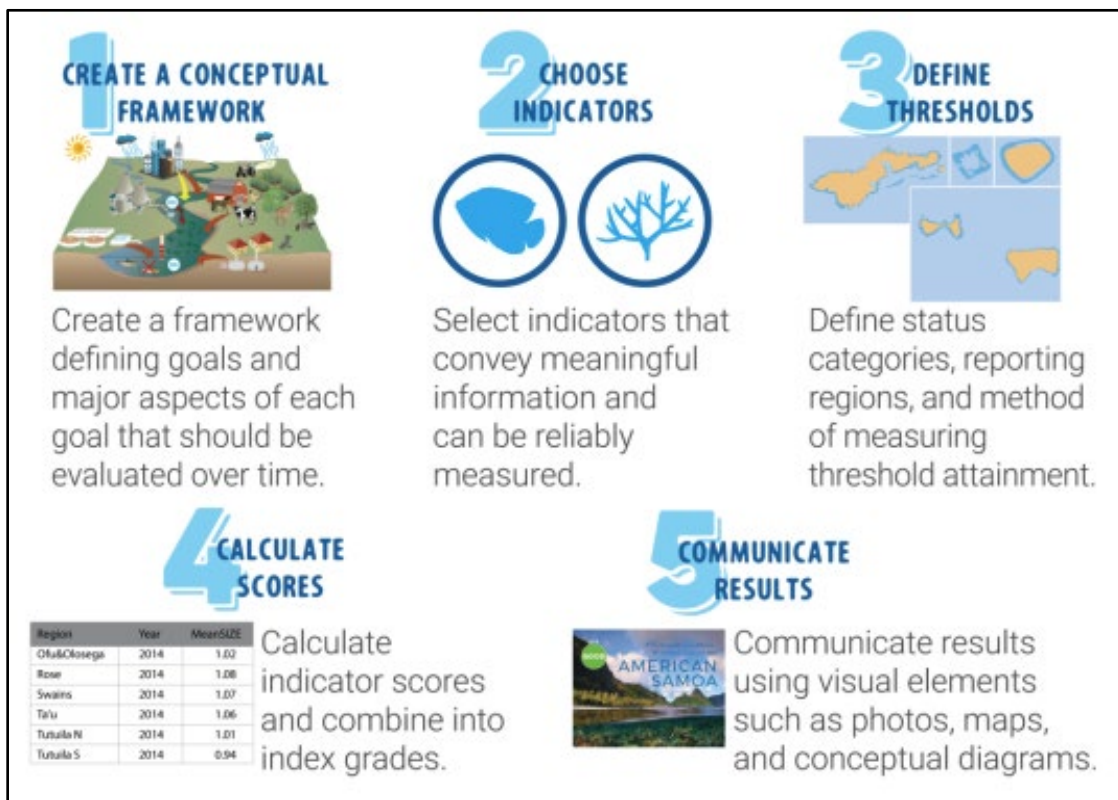 1
CREATE A CONCEPTUAL
FRAMEWORK
Create a framework
defining goals and
major aspects of each
goal that should be
evaluated over time.
2
CHOOSE
INDICATORS
Select indicators that
convey meaningful
information and
can be reliably
measured.
3
DEFINE
THRESHOLDS
Define status
categories, reporting
regions, and method
of measuring
threshold attainment.
4
CALCULATE
SCORES
Region Year MeanSIZE
Ofu&Olosega 2014 1.02
Rose 2014 1.08
Swains 2014 1.07
Ta'u 2014 1.06
Tutuila N 2014 1.01
Tutuila S 2014 0.94
Calculate
indicator scores
and combine into
index grades.
5
COMMUNICATE
RESULTS
GOOD
AMERICAN
SAMOA
Communicate results
using visual elements
such as photos, maps,
and conceptual diagrams.